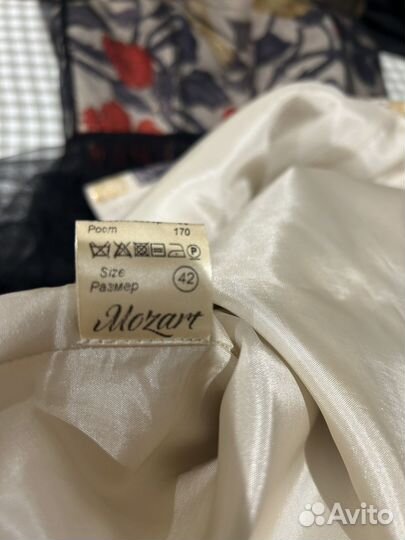 Рост 170
P
Size
Размер 42
Mozart
Avito